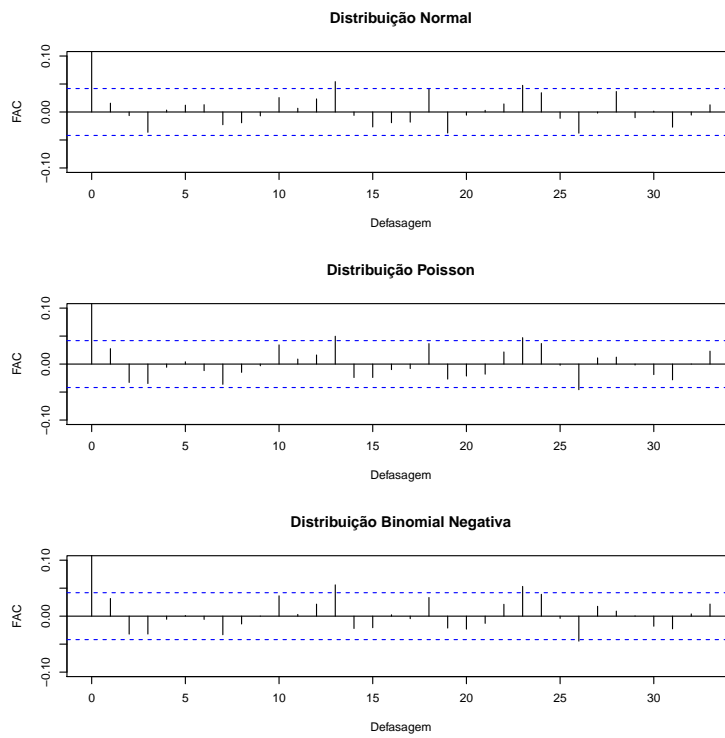 Distribuição Normal
FAC
0.10
0.00
−0.10
0 5 10 15 20 25 30
Defasagem
Distribuição Poisson
FAC
0.10
0.00
−0.10
0 5 10 15 20 25 30
Defasagem
Distribuição Binomial Negativa
FAC
0.10
0.00
−0.10
0 5 10 15 20 25 30
Defasagem